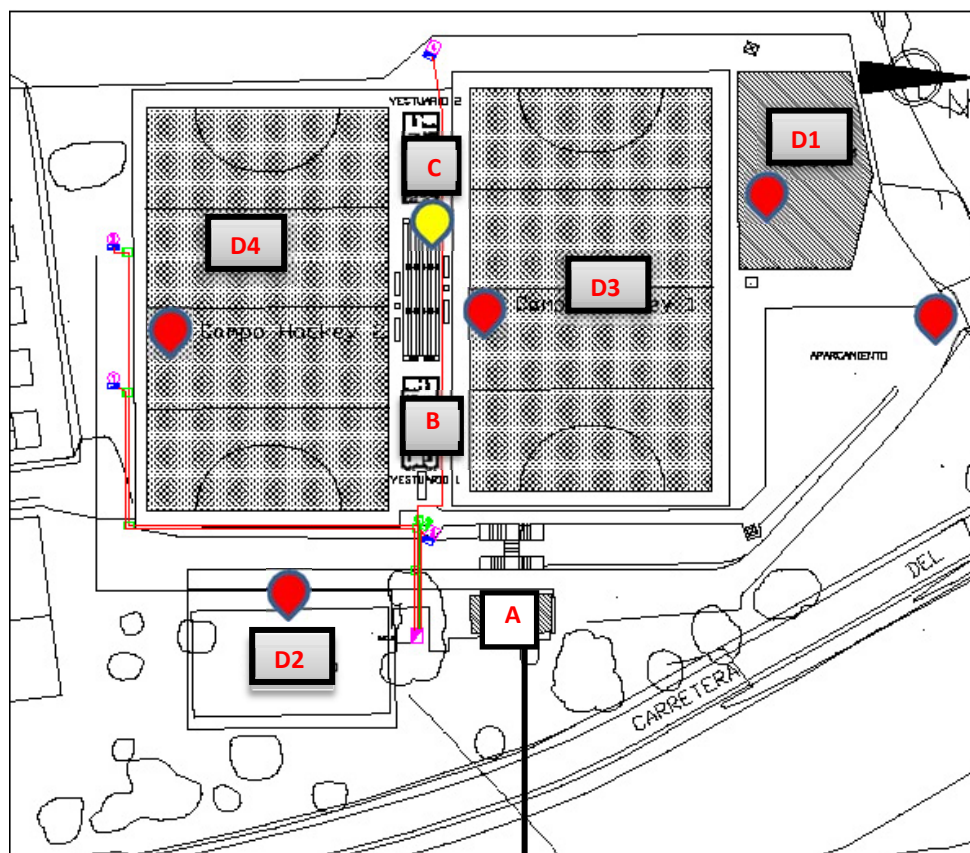 VESTUARIO 2
D1
C
D4
D3
Campo Hockey 2
APARCAMIENTO
B
VESTUARIO 1
A
D2
CARRETERA DEL
N